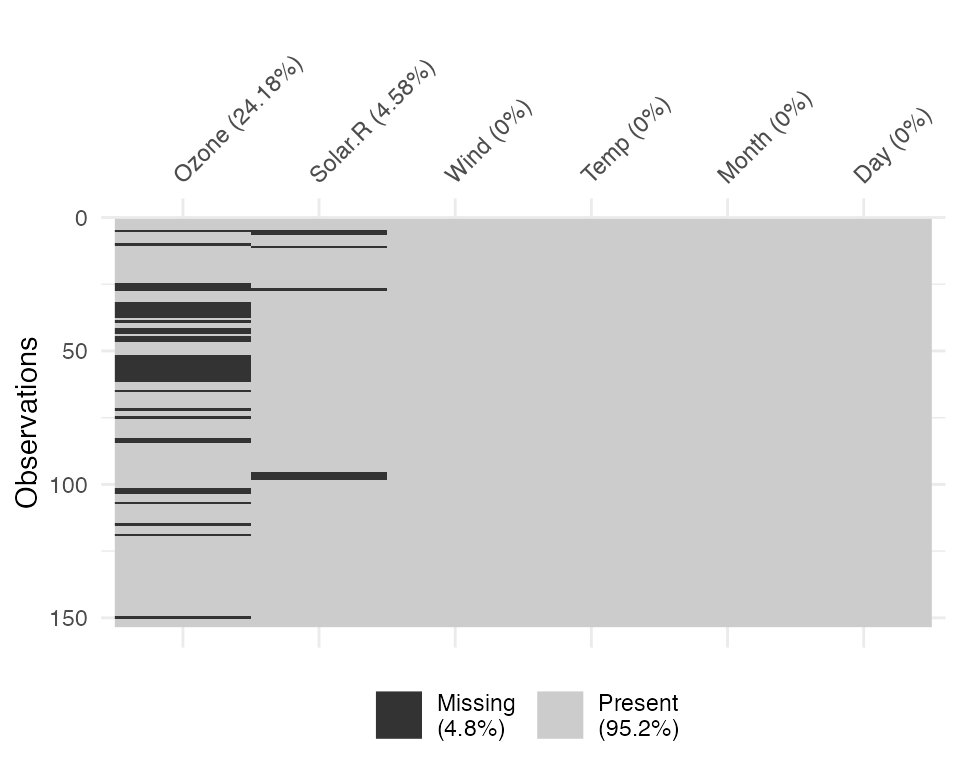 Ozone (24.18%)
Solar.R (4.58%)
Wind (0%)
Temp (0%)
Month (0%)
Day (0%)
0
50
100
150
Observations
Missing
(4.8%)
Present
(95.2%)